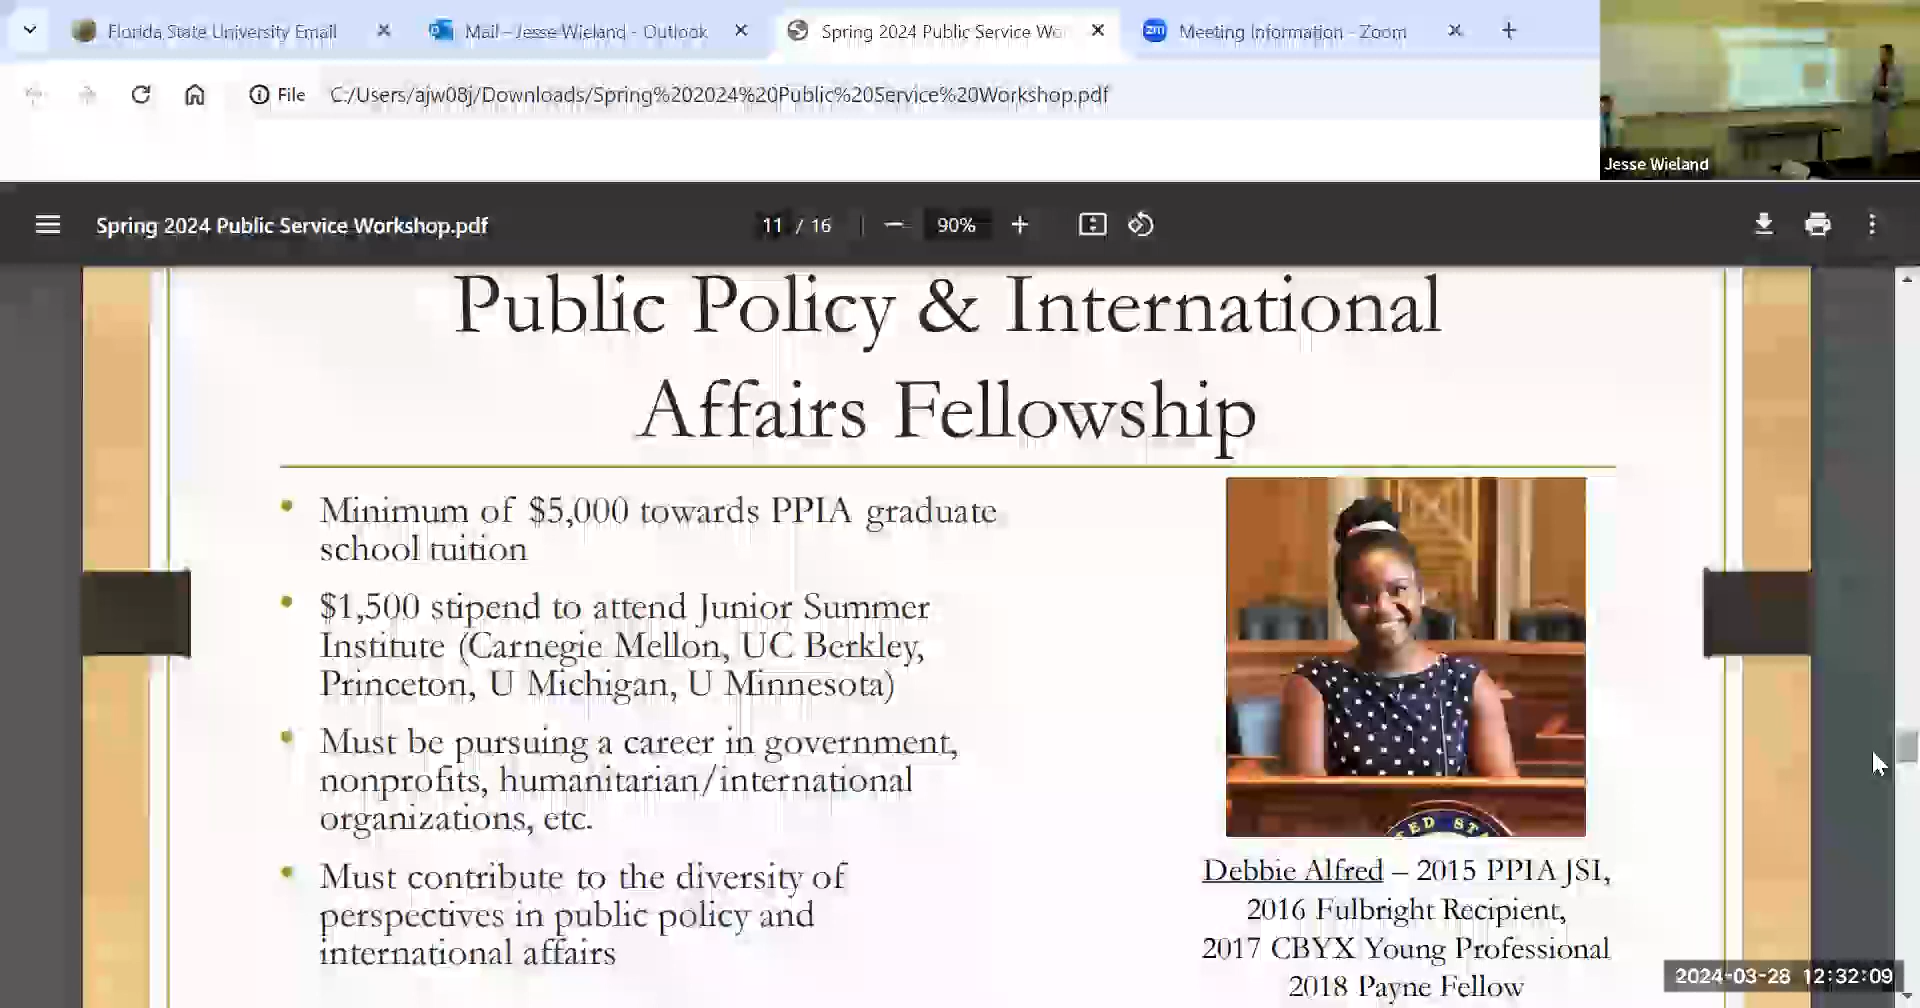 Florida State University Email
Mail - Jesse Wieland - Outlook
Spring 2024 Public Service Wor
Meeting Information - Zoom
File
C:/Users/ajw08j/Downloads/Spring%202024%20Public%20Service%20Workshop.pdf
Jesse Wieland
Spring 2024 Public Service Workshop.pdf
11 / 16
90%
Public Policy & International
Affairs Fellowship
• Minimum of $5,000 towards PPIA graduate
school tuition
• $1,500 stipend to attend Junior Summer
Institute (Carnegie Mellon, UC Berkley,
Princeton, U Michigan, U Minnesota)
• Must be pursuing a career in government,
nonprofits, humanitarian/international
organizations, etc.
• Must contribute to the diversity of
perspectives in public policy and
international affairs
TED STA
Debbie Alfred – 2015 PPIA JSI,
2016 Fulbright Recipient,
2017 CBYX Young Professional
2018 Payne Fellow
2024-03-28 12:32:09